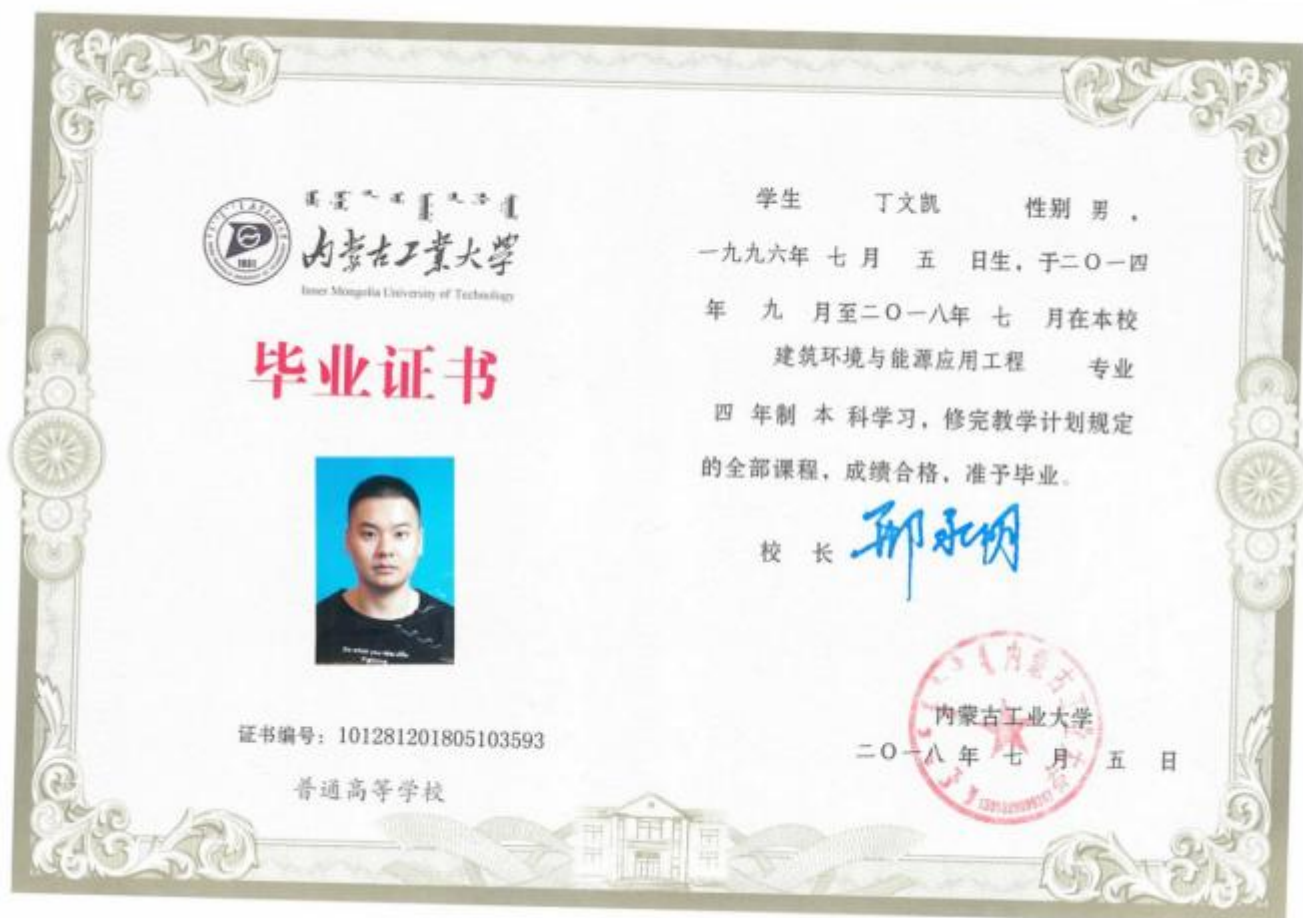 内蒙古工業大学
Inner Mongolia University of Technology
毕业证书
证书编号：101281201805103593
普通高等学校
学生 丁文凯 性别 男 ，
一九九六年 七 月 五 日生，于二O一四
年 九 月至二O一八年 七 月在本校
建筑环境与能源应用工程 专业
四 年制 本 科学习，修完教学计划规定
的全部课程，成绩合格，准予毕业。
校 长 邢永明
内蒙古工业大学
二O一八 年 七 月 五 日